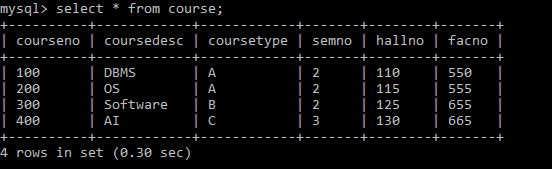 mysql> select * from course;
+----------+------------+------------+-------+--------+-------+
| courseno | coursedesc | coursetype | semno | hallno | facno |
+----------+------------+------------+-------+--------+-------+
| 100      | DBMS       | A          | 2     | 110    | 550   |
| 200      | OS         | A          | 2     | 115    | 555   |
| 300      | Software   | B          | 2     | 125    | 655   |
| 400      | AI         | C          | 3     | 130    | 665   |
+----------+------------+------------+-------+--------+-------+
4 rows in set (0.30 sec)